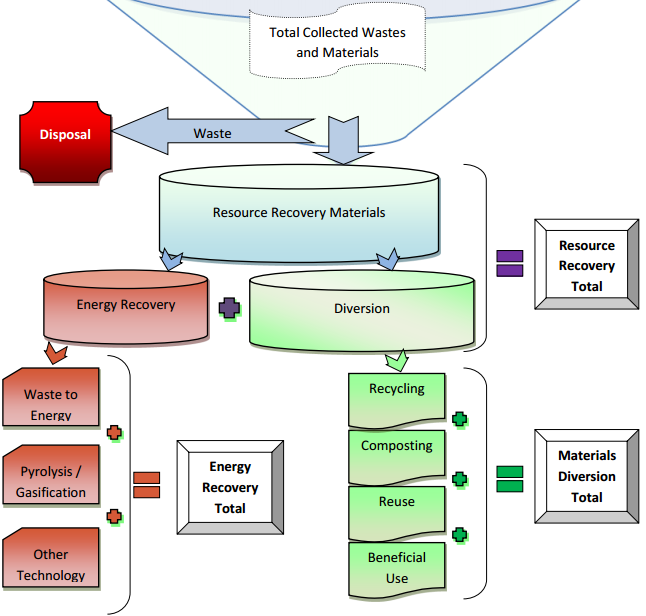 Total Collected Wastes
and Materials
Disposal
Waste
Resource Recovery Materials
Resource
Recovery
Total
Energy Recovery
Diversion
Waste to
Energy
Pyrolysis /
Gasification
Other
Technology
Energy
Recovery
Total
Recycling
Composting
Reuse
Beneficial
Use
Materials
Diversion
Total